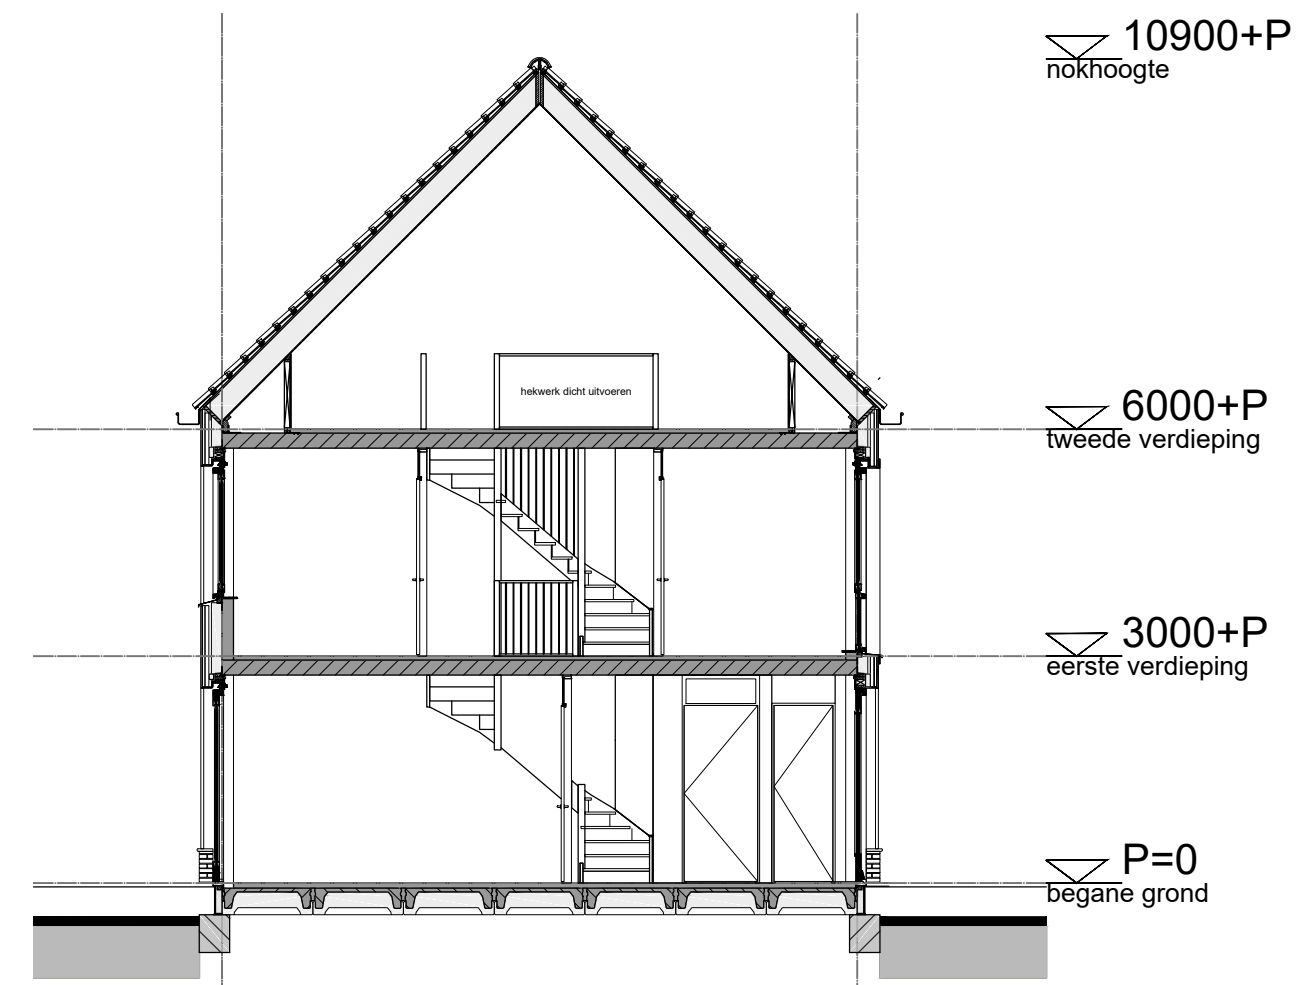 10900+P
nokhoogte
hekwerk dicht uitvoeren
6000+P
tweede verdieping
3000+P
eerste verdieping
P=0
begane grond